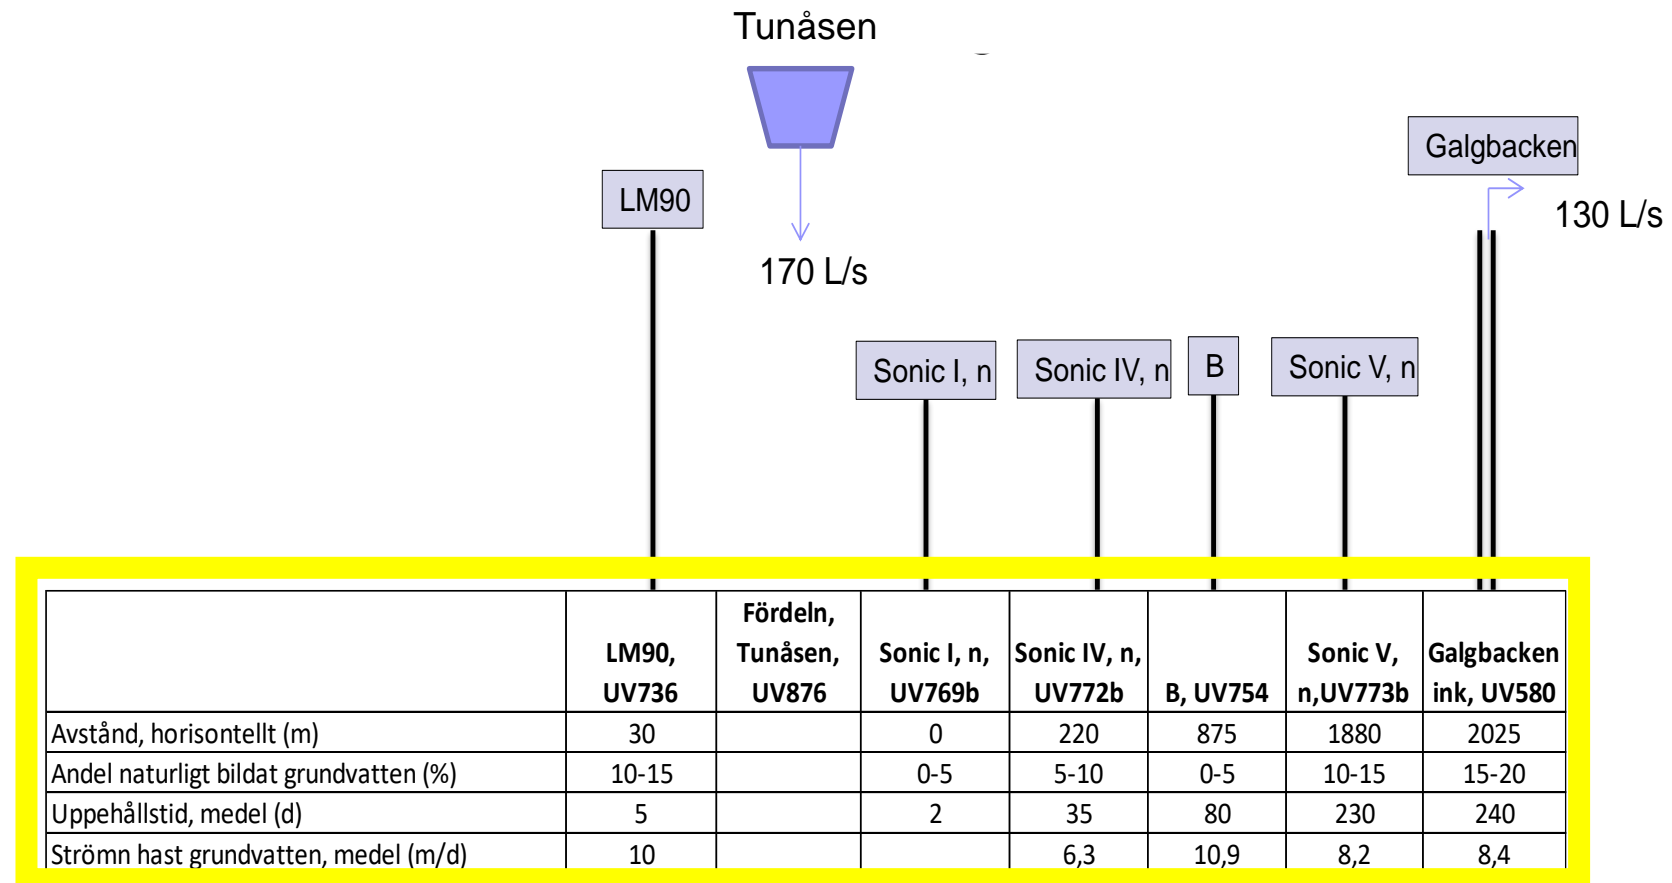 Tunåsen
Galgbacken
LM90
130 L/s
170 L/s
Sonic I, n
Sonic IV, n
B
Sonic V, n
LM90, UV736
Fördeln, Tunåsen, UV876
Sonic I, n, UV769b
Sonic IV, n, UV772b
B, UV754
Sonic V, n,UV773b
Galgbacken ink, UV580
Avstånd, horisontellt (m) 30 0 220 875 1880 2025
Andel naturligt bildat grundvatten (%) 10-15 0-5 5-10 0-5 10-15 15-20
Uppehållstid, medel (d) 5 2 35 80 230 240
Strömn hast grundvatten, medel (m/d) 10 6,3 10,9 8,2 8,4